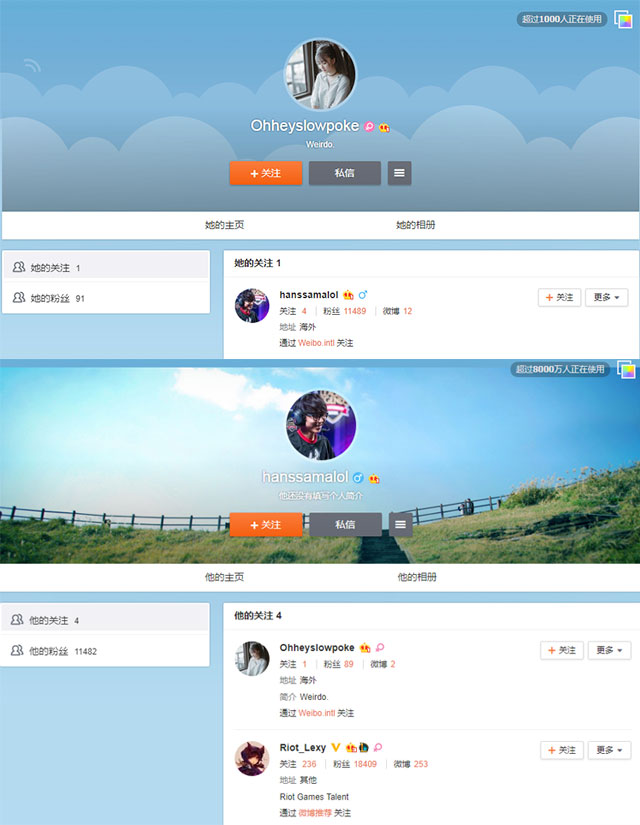 超过1000人正在使用
Ohheyslowpoke
Weirdo.
+ 关注 私信
她的主页 她的相册
她的关注 1
她的粉丝 91
她的关注 1
hanssamalol
+ 关注 更多
关注 4 粉丝 11489 微博 12
地址 海外
通过 Weibo.intl 关注
超过8000万人正在使用
hanssamalol
他还没有填写个人简介
+ 关注 私信
他的主页 他的相册
他的关注 4
他的粉丝 11482
他的关注 4
Ohheyslowpoke
+ 关注 更多
关注 1 粉丝 89 微博 2
地址 海外
简介 Weirdo.
通过 Weibo.intl 关注
Riot_Lexy
+ 关注 更多
关注 236 粉丝 18409 微博 253
地址 其他
Riot Games Talent
通过 微博推荐 关注